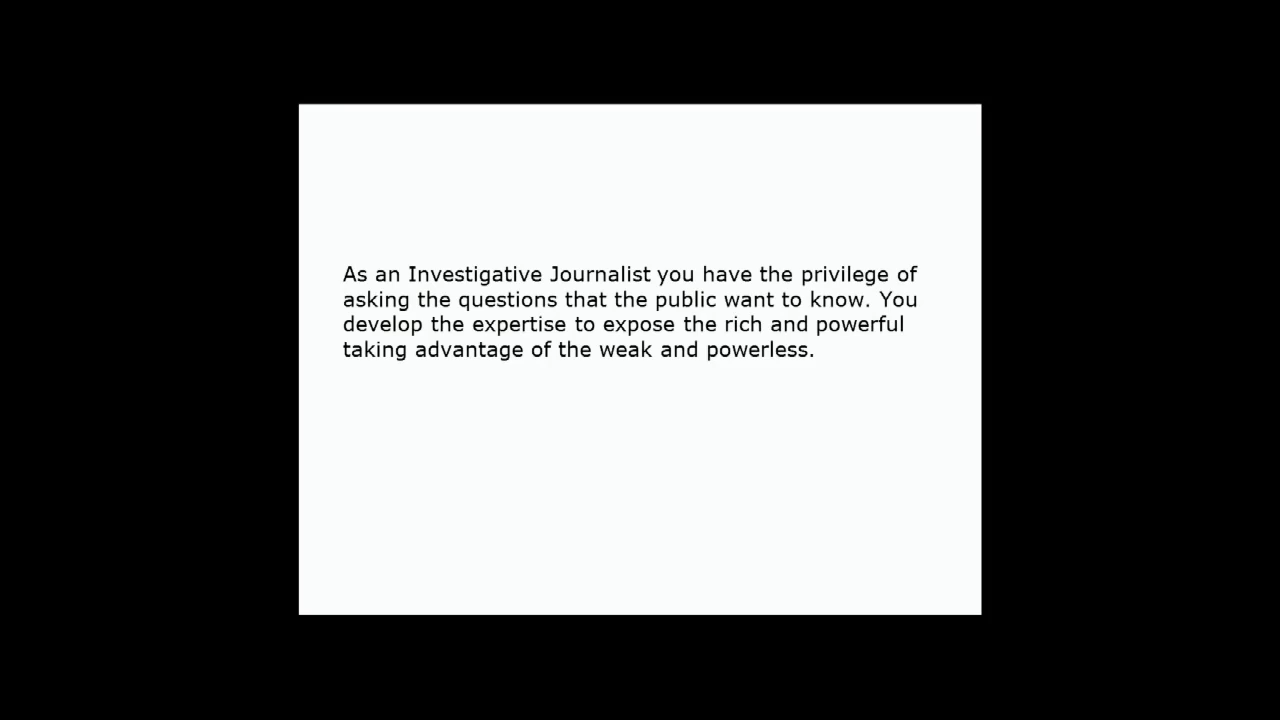 As an Investigative Journalist you have the privilege of
asking the questions that the public want to know. You
develop the expertise to expose the rich and powerful
taking advantage of the weak and powerless.